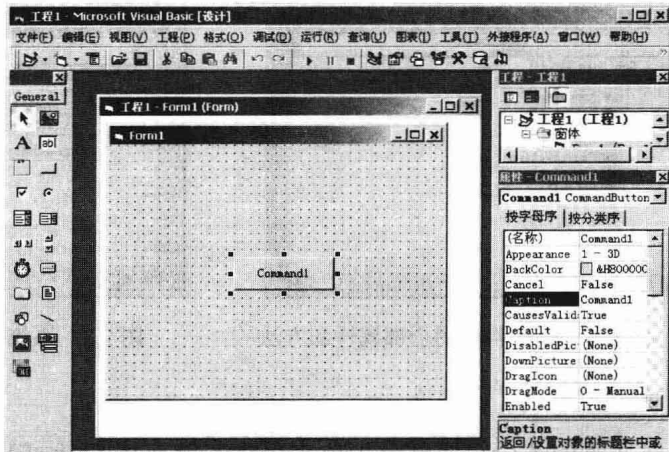 工程1 - Microsoft Visual Basic [设计]
文件(F) 编辑(E) 视图(V) 工程(P) 格式(O) 调试(D) 运行(R) 查询(U) 图表(I) 工具(T) 外接程序(A) 窗口(W) 帮助(H)
General
A
ab
工程1 - Form1 (Form)
Form1
Command1
工程 - 工程1
工程1 (工程1)
窗体
属件 - Command1
Command1 CommandButton
按字母序 按分类序
(名称) Command1
Appearance 1 - 3D
BackColor &H800000
Cancel False
Caption Command1
CausesValid: True
Default False
DisabledPic (None)
DownPicture (None)
DragIcon (None)
DragMode 0 - Manual
Enabled True
Caption
返回/设置对象的标题栏中或